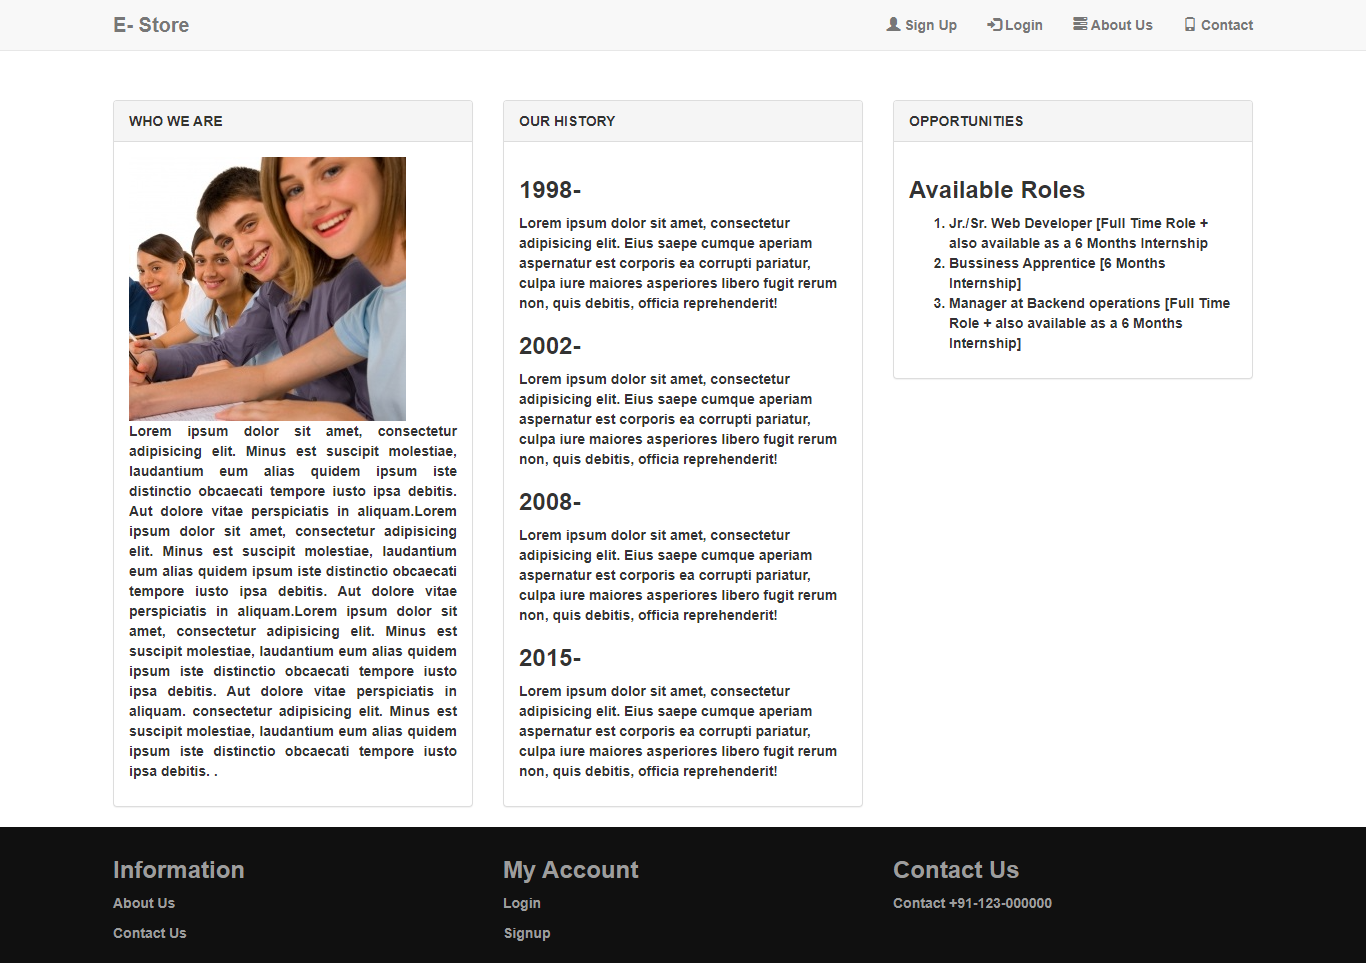 E- Store
Sign Up
Login
About Us
Contact
WHO WE ARE
Lorem ipsum dolor sit amet, consectetur
adipisicing elit. Minus est suscipit molestiae,
laudantium eum alias quidem ipsum iste
distinctio obcaecati tempore iusto ipsa debitis.
Aut dolore vitae perspiciatis in aliquam.Lorem
ipsum dolor sit amet, consectetur adipisicing
elit. Minus est suscipit molestiae, laudantium
eum alias quidem ipsum iste distinctio obcaecati
tempore iusto ipsa debitis. Aut dolore vitae
perspiciatis in aliquam.Lorem ipsum dolor sit
amet, consectetur adipisicing elit. Minus est
suscipit molestiae, laudantium eum alias quidem
ipsum iste distinctio obcaecati tempore iusto
ipsa debitis. Aut dolore vitae perspiciatis in
aliquam. consectetur adipisicing elit. Minus est
suscipit molestiae, laudantium eum alias quidem
ipsum iste distinctio obcaecati tempore iusto
ipsa debitis. .
OUR HISTORY
1998-
Lorem ipsum dolor sit amet, consectetur
adipisicing elit. Eius saepe cumque aperiam
aspernatur est corporis ea corrupti pariatur,
culpa iure maiores asperiores libero fugit rerum
non, quis debitis, officia reprehenderit!
2002-
Lorem ipsum dolor sit amet, consectetur
adipisicing elit. Eius saepe cumque aperiam
aspernatur est corporis ea corrupti pariatur,
culpa iure maiores asperiores libero fugit rerum
non, quis debitis, officia reprehenderit!
2008-
Lorem ipsum dolor sit amet, consectetur
adipisicing elit. Eius saepe cumque aperiam
aspernatur est corporis ea corrupti pariatur,
culpa iure maiores asperiores libero fugit rerum
non, quis debitis, officia reprehenderit!
2015-
Lorem ipsum dolor sit amet, consectetur
adipisicing elit. Eius saepe cumque aperiam
aspernatur est corporis ea corrupti pariatur,
culpa iure maiores asperiores libero fugit rerum
non, quis debitis, officia reprehenderit!
OPPORTUNITIES
Available Roles
1. Jr./Sr. Web Developer [Full Time Role +
also available as a 6 Months Internship
2. Bussiness Apprentice [6 Months
Internship]
3. Manager at Backend operations [Full Time
Role + also available as a 6 Months
Internship]
Information
About Us
Contact Us
My Account
Login
Signup
Contact Us
Contact +91-123-000000